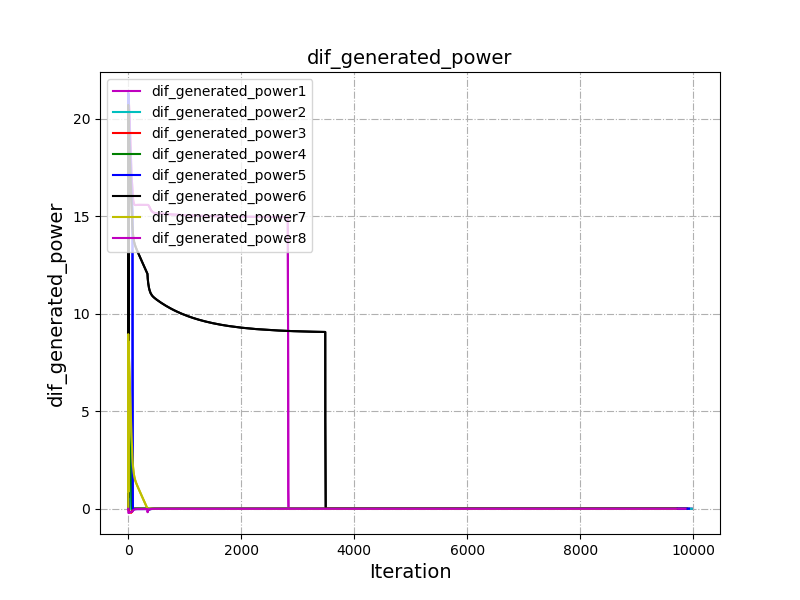 dif_generated_power
dif_generated_power
20
15
10
5
0
dif_generated_power1
dif_generated_power2
dif_generated_power3
dif_generated_power4
dif_generated_power5
dif_generated_power6
dif_generated_power7
dif_generated_power8
0 2000 4000 6000 8000 10000
Iteration